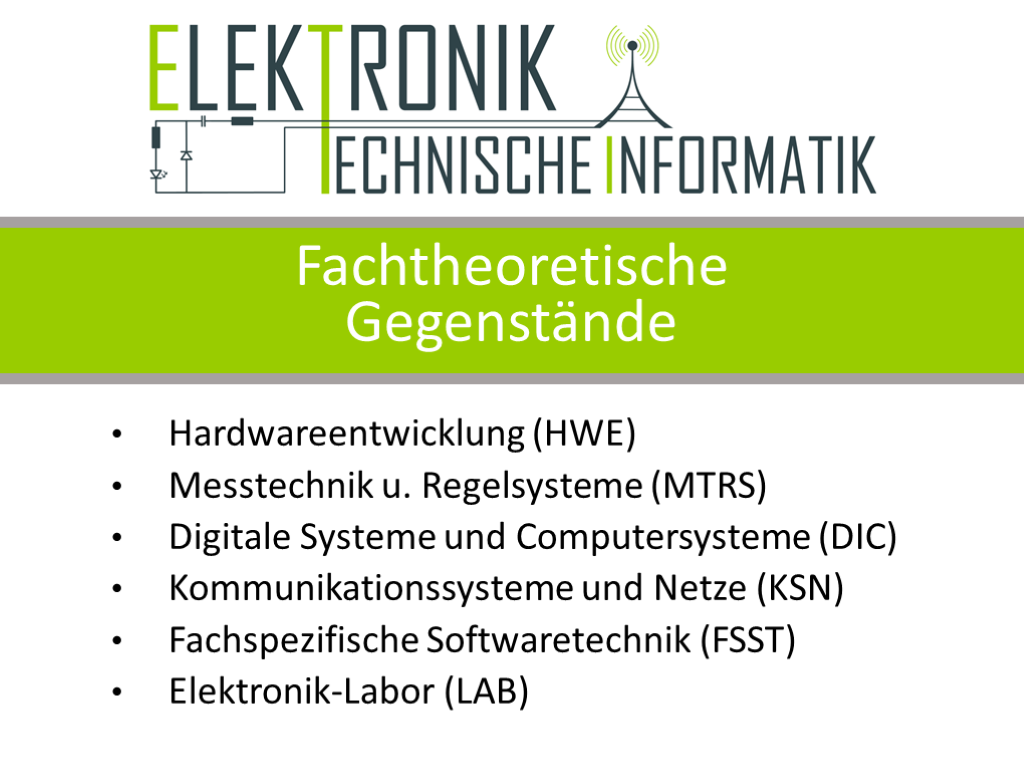 ELEKTRONIK
TECHNISCHE INFORMATIK
Fachtheoretische
Gegenstände
• Hardwareentwicklung (HWE)
• Messtechnik u. Regelsysteme (MTRS)
• Digitale Systeme und Computersysteme (DIC)
• Kommunikationssysteme und Netze (KSN)
• Fachspezifische Softwaretechnik (FSST)
• Elektronik-Labor (LAB)